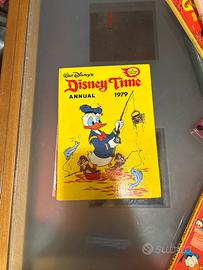 Walt Disney's
Disney Time
ANNUAL 1979
subito